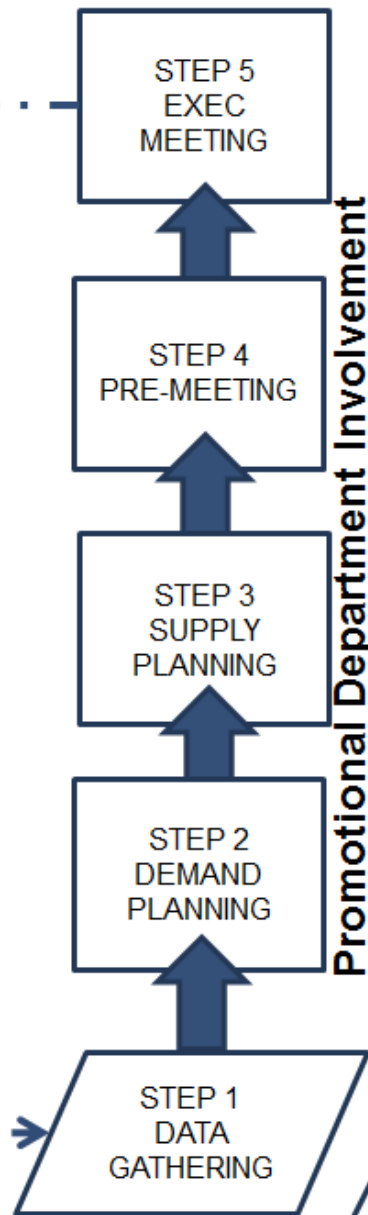 STEP 5
EXEC
MEETING
STEP 4
PRE-MEETING
STEP 3
SUPPLY
PLANNING
STEP 2
DEMAND
PLANNING
STEP 1
DATA
GATHERING
Promotional Department Involvement